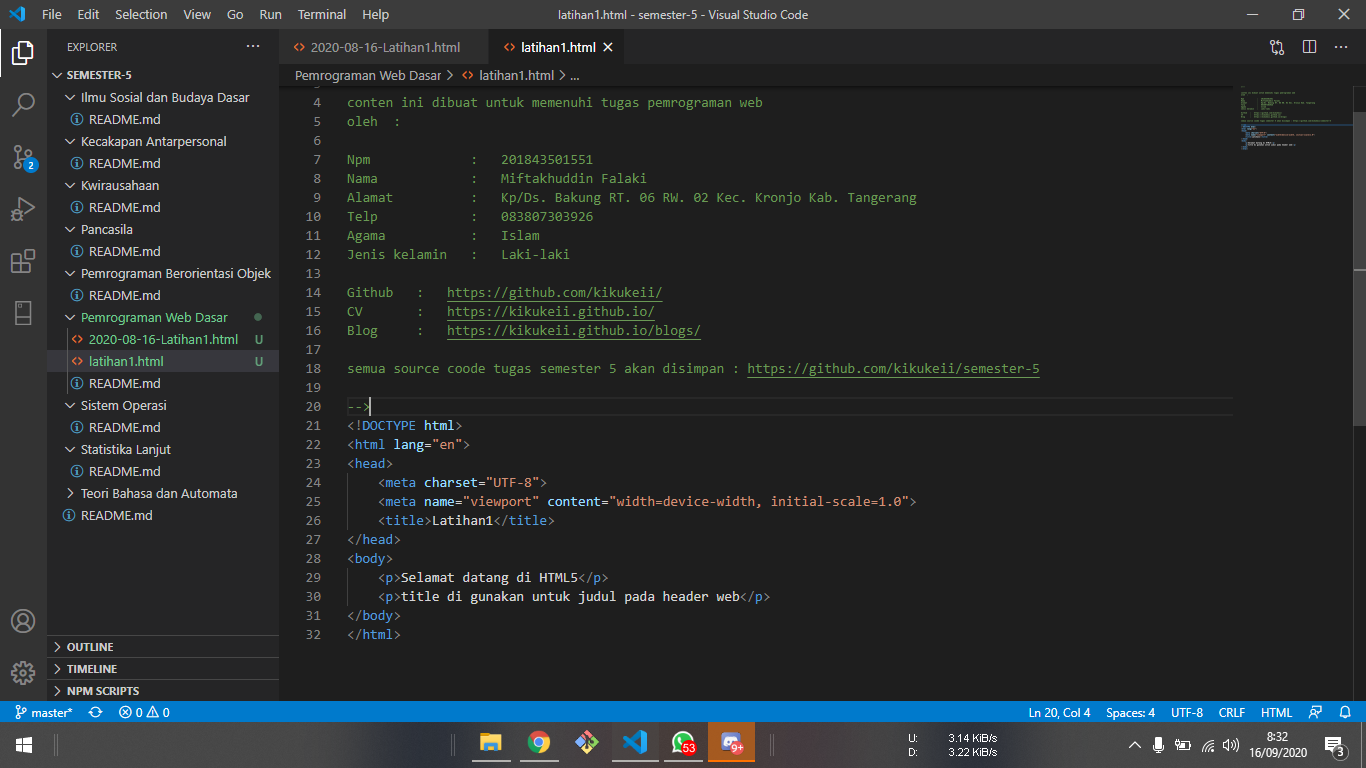 File Edit Selection View Go Run Terminal Help latihan1.html - semester-5 - Visual Studio Code
EXPLORER
SEMESTER-5
Ilmu Sosial dan Budaya Dasar
README.md
Kecakapan Antarpersonal
README.md
Kwirausahaan
README.md
Pancasila
README.md
Pemrograman Berorientasi Objek
README.md
Pemrograman Web Dasar
2020-08-16-Latihan1.html U
latihan1.html U
README.md
Sistem Operasi
README.md
Statistika Lanjut
README.md
Teori Bahasa dan Automata
README.md
OUTLINE
TIMELINE
NPM SCRIPTS
2
2020-08-16-Latihan1.html latihan1.html
Pemrograman Web Dasar > latihan1.html > ...
4 conten ini dibuat untuk memenuhi tugas pemrograman web
5 oleh :
6
7 Npm : 201843501551
8 Nama : Miftakhuddin Falaki
9 Alamat : Kp/Ds. Bakung RT. 06 RW. 02 Kec. Kronjo Kab. Tangerang
10 Telp : 083807303926
11 Agama : Islam
12 Jenis kelamin : Laki-laki
13
14 Github : https://github.com/kikukeii/
15 CV : https://kikukeii.github.io/
16 Blog : https://kikukeii.github.io/blogs/
17
18 semua source coode tugas semester 5 akan disimpan : https://github.com/kikukeii/semester-5
19
20 -->
21 <!DOCTYPE html>
22 <html lang="en">
23 <head>
24 <meta charset="UTF-8">
25 <meta name="viewport" content="width=device-width, initial-scale=1.0">
26 <title>Latihan1</title>
27 </head>
28 <body>
29 <p>Selamat datang di HTML5</p>
30 <p>title di gunakan untuk judul pada header web</p>
31 </body>
32 </html>
master* 0 0 Ln 20, Col 4 Spaces: 4 UTF-8 CRLF HTML
53 9+
U: 3.14 KiB/s
D: 3.22 KiB/s
8:32
16/09/2020
3